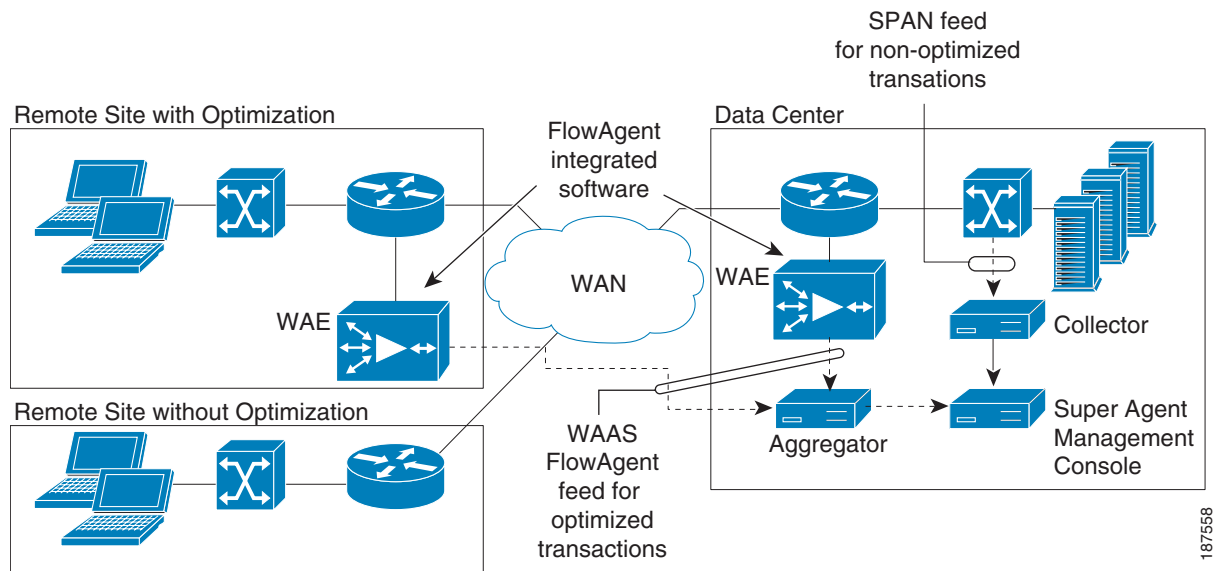 SPAN feed
for non-optimized
transations
Remote Site with Optimization
Data Center
FlowAgent
integrated
software
WAN
WAE
WAE
Collector
Remote Site without Optimization
Aggregator
Super Agent
Management
Console
WAAS
FlowAgent
feed for
optimized
transactions
187558